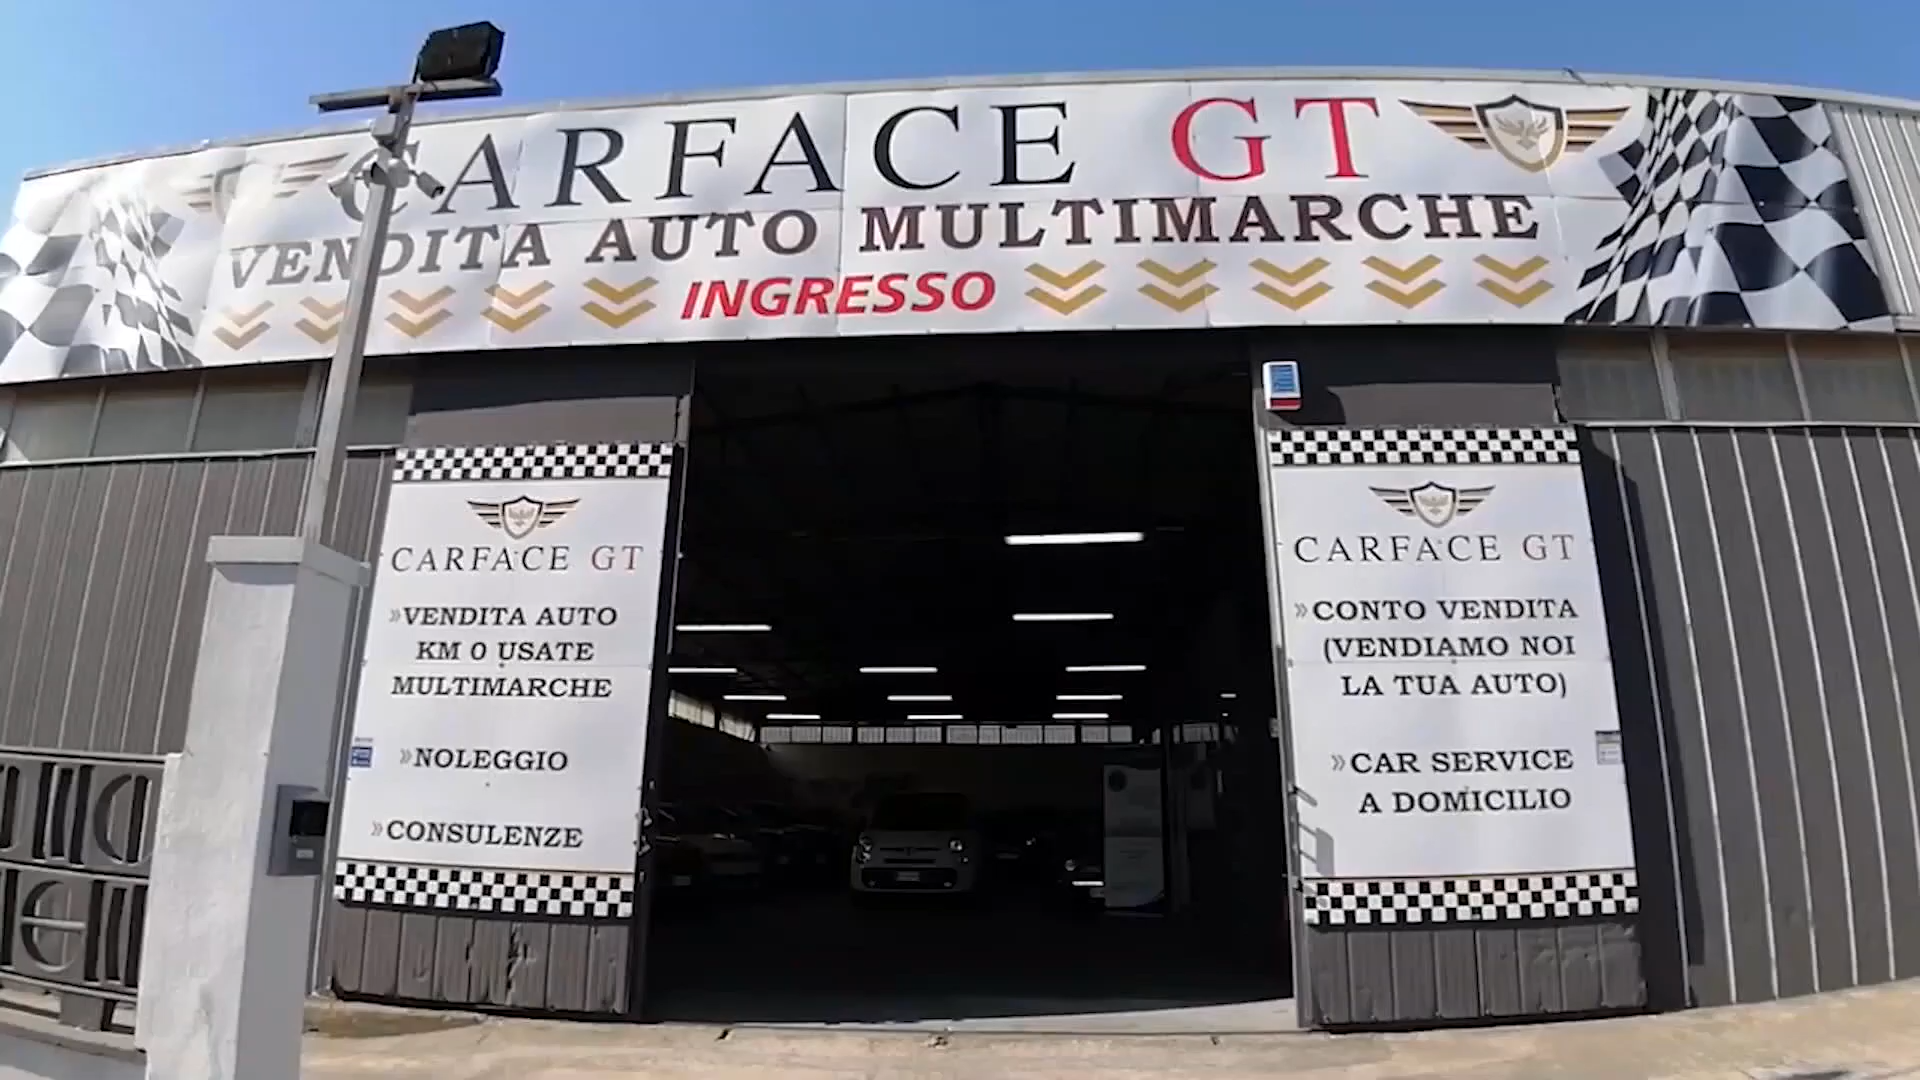 CARFACE GT
VENDITA AUTO MULTIMARCHE
INGRESSO
CARFACE GT
»VENDITA AUTO
KM 0 USATE
MULTIMARCHE
»NOLEGGIO
»CONSULENZE
CARFACE GT
»CONTO VENDITA
(VENDIAMO NOI
LA TUA AUTO)
»CAR SERVICE
A DOMICILIO